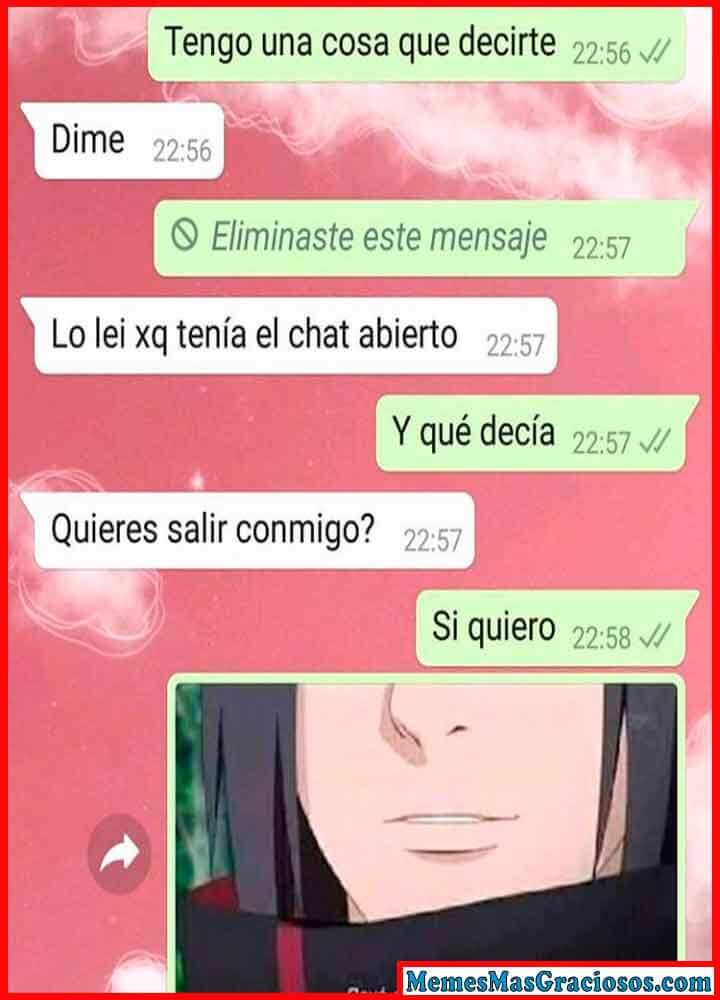 Tengo una cosa que decirte 22:56
Dime 22:56
Eliminaste este mensaje 22:57
Lo lei xq tenía el chat abierto 22:57
Y qué decía 22:57
Quieres salir conmigo? 22:57
Si quiero 22:58
MemesMasGraciosos.com